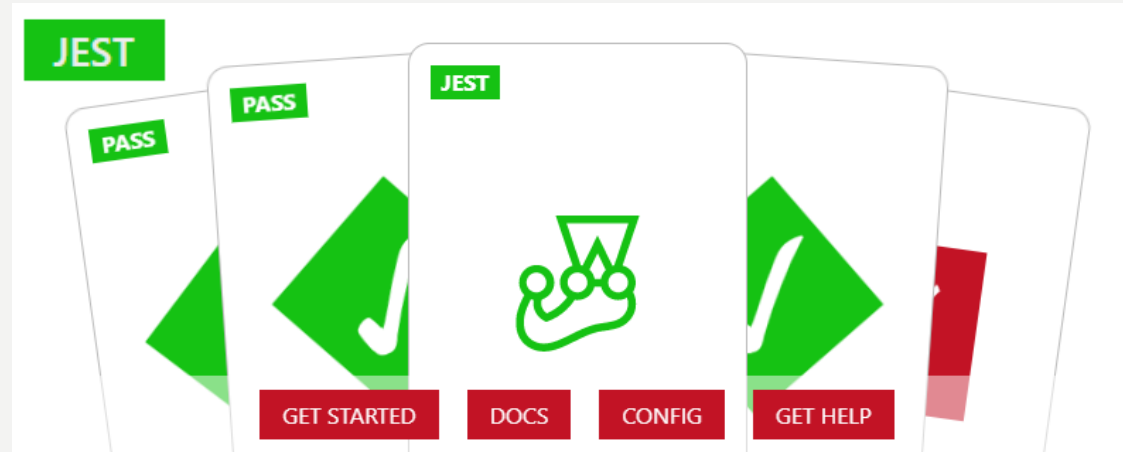 JEST
PASS
PASS
JEST
GET STARTED
DOCS
CONFIG
GET HELP